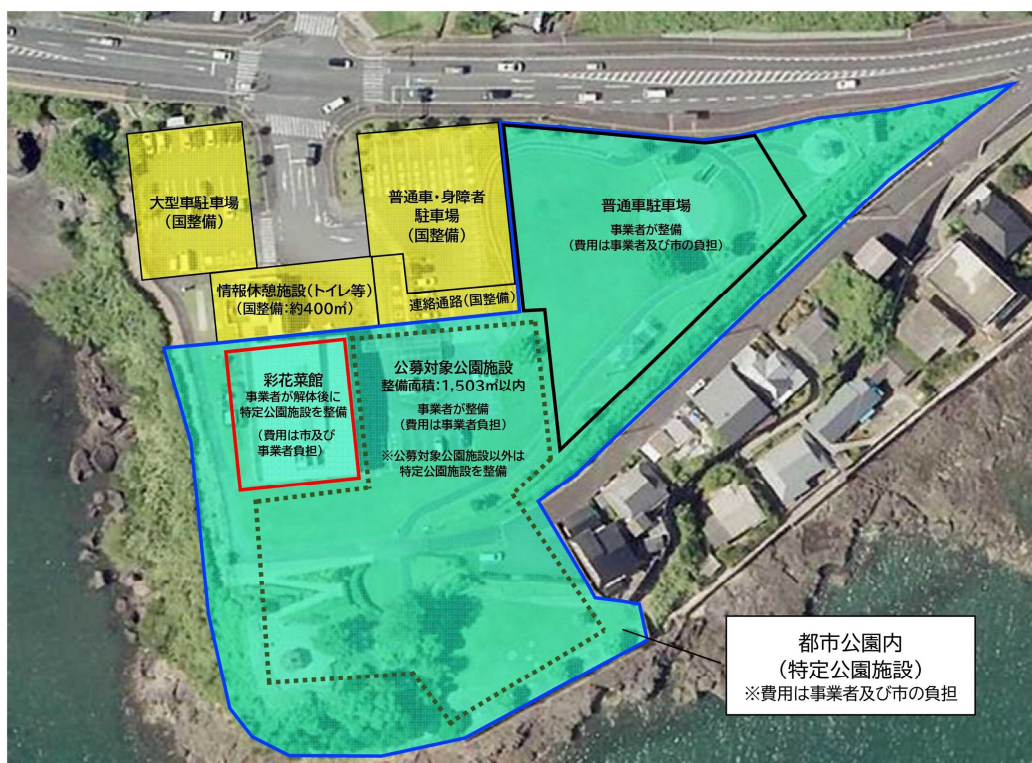 大型車駐車場
(国整備)
普通車・身障者
駐車場
(国整備)
普通車駐車場
事業者が整備
(費用は事業者及び市の負担)
情報休憩施設(トイレ等)
(国整備:約400㎡)
連絡通路(国整備)
彩花菜館
事業者が解体後に
特定公園施設を整備
(費用は市及び
事業者負担)
公募対象公園施設
整備面積:1,503㎡以内
事業者が整備
(費用は事業者負担)
※公募対象公園施設以外は
特定公園施設を整備
都市公園内
(特定公園施設)
※費用は事業者及び市の負担